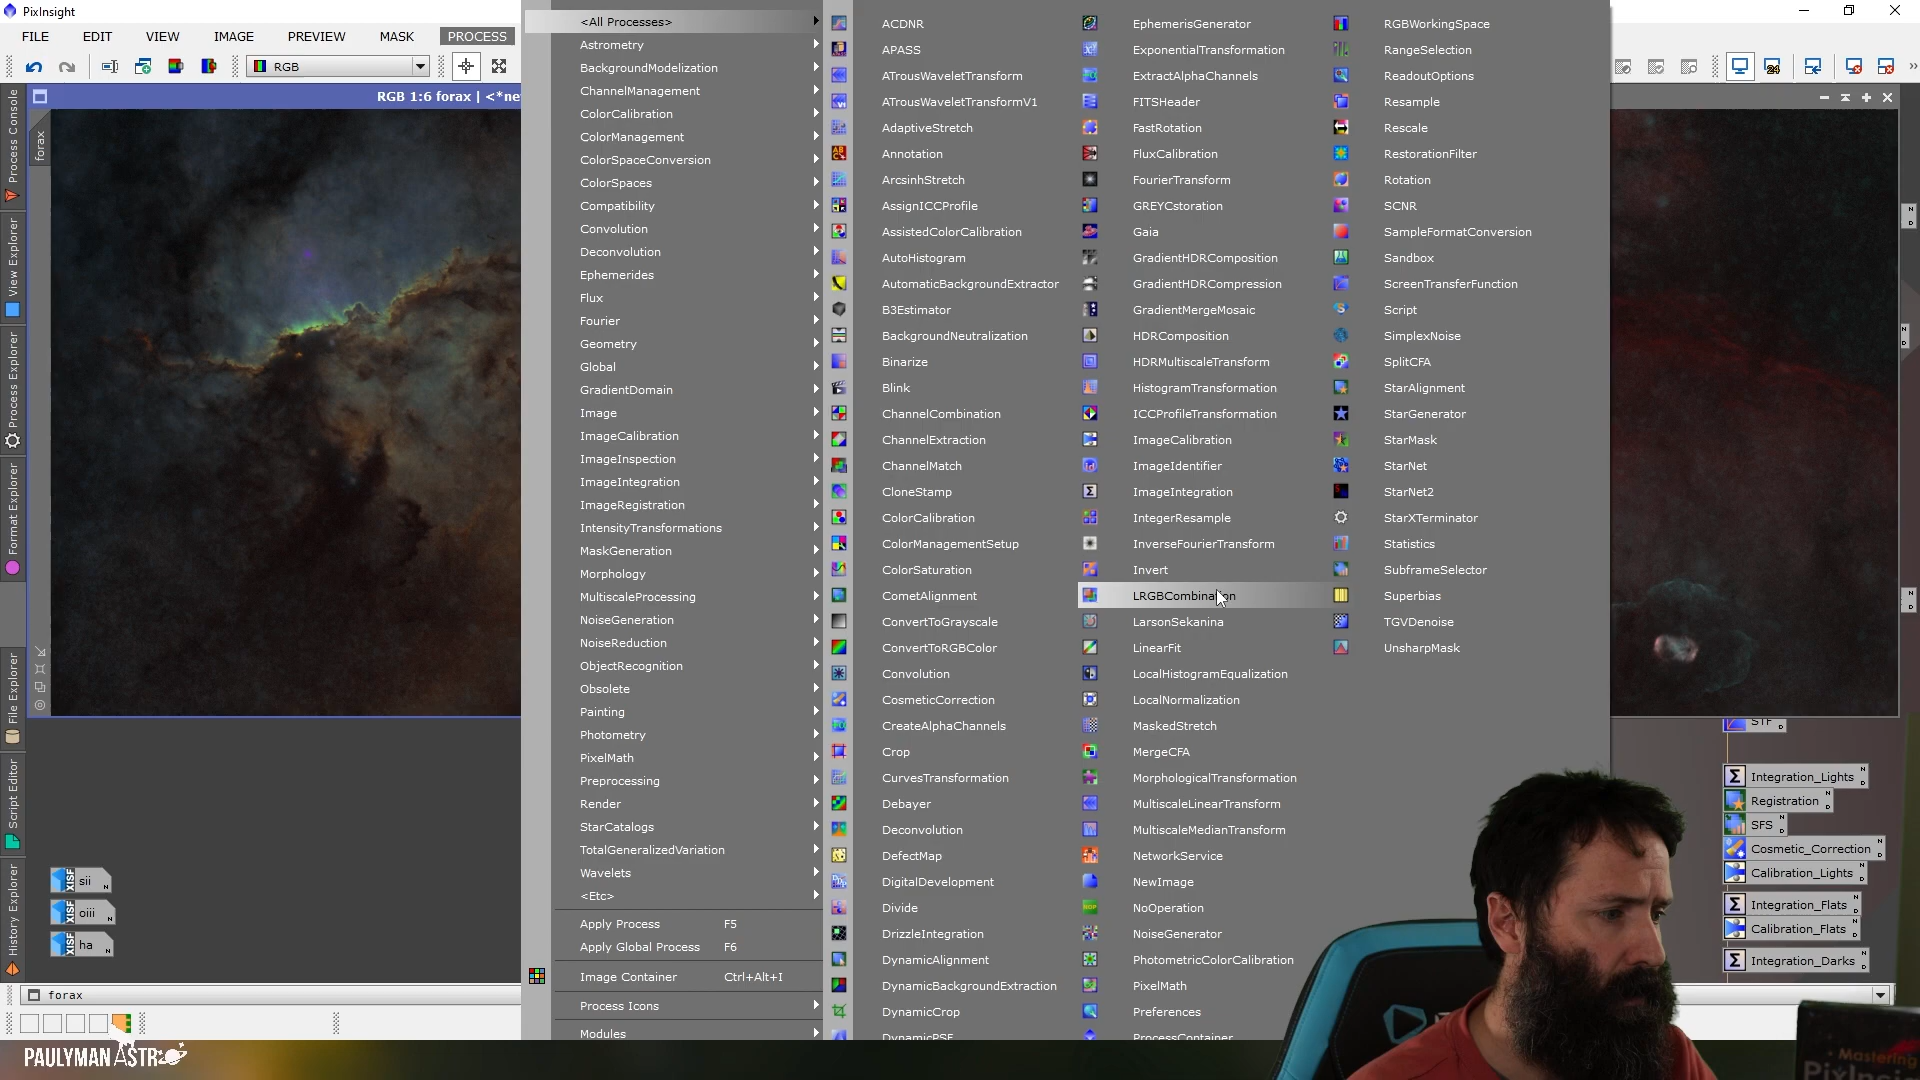 PixInsight
FILE EDIT VIEW IMAGE PREVIEW MASK PROCESS
RGB
24
RGB 1:6 forax | <*ne
forax
Process Console
View Explorer
Process Explorer
Format Explorer
File Explorer
Script Editor
History Explorer
<All Processes>
Astrometry
BackgroundModelization
ChannelManagement
ColorCalibration
ColorManagement
ColorSpaceConversion
ColorSpaces
Compatibility
Convolution
Deconvolution
Ephemerides
Flux
Fourier
Geometry
Global
GradientDomain
Image
ImageCalibration
ImageInspection
ImageIntegration
ImageRegistration
IntensityTransformations
MaskGeneration
Morphology
MultiscaleProcessing
NoiseGeneration
NoiseReduction
ObjectRecognition
Obsolete
Painting
Photometry
PixelMath
Preprocessing
Render
StarCatalogs
TotalGeneralizedVariation
Wavelets
<Etc>
Apply Process F5
Apply Global Process F6
Image Container Ctrl+Alt+I
Process Icons
Modules
ACDNR
APASS
ATrousWaveletTransform
ATrousWaveletTransformV1
AdaptiveStretch
Annotation
ArcsinhStretch
AssignICCProfile
AssistedColorCalibration
AutoHistogram
AutomaticBackgroundExtractor
B3Estimator
BackgroundNeutralization
Binarize
Blink
ChannelCombination
ChannelExtraction
ChannelMatch
CloneStamp
ColorCalibration
ColorManagementSetup
ColorSaturation
CometAlignment
ConvertToGrayscale
ConvertToRGBColor
Convolution
CosmeticCorrection
CreateAlphaChannels
Crop
CurvesTransformation
Debayer
Deconvolution
DefectMap
DigitalDevelopment
Divide
DrizzleIntegration
DynamicAlignment
DynamicBackgroundExtraction
DynamicCrop
DynamicPSF
EphemerisGenerator
ExponentialTransformation
ExtractAlphaChannels
FITSHeader
FastRotation
FluxCalibration
FourierTransform
GREYCstoration
Gaia
GradientHDRComposition
GradientHDRCompression
GradientMergeMosaic
HDRComposition
HDRMultiscaleTransform
HistogramTransformation
ICCProfileTransformation
ImageCalibration
ImageIdentifier
ImageIntegration
IntegerResample
InverseFourierTransform
Invert
LRGBCombination
LarsonSekanina
LinearFit
LocalHistogramEqualization
LocalNormalization
MaskedStretch
MergeCFA
MorphologicalTransformation
MultiscaleLinearTransform
MultiscaleMedianTransform
NetworkService
NewImage
NoOperation
NoiseGenerator
PhotometricColorCalibration
PixelMath
Preferences
ProcessContainer
RGBWorkingSpace
RangeSelection
ReadoutOptions
Resample
Rescale
RestorationFilter
Rotation
SCNR
SampleFormatConversion
Sandbox
ScreenTransferFunction
Script
SimplexNoise
SplitCFA
StarAlignment
StarGenerator
StarMask
StarNet
StarNet2
StarXTerminator
Statistics
SubframeSelector
Superbias
TGVDenoise
UnsharpMask
STF
Integration_Lights
Registration
SFS
Cosmetic_Correction
Calibration_Lights
Integration_Flats
Calibration_Flats
Integration_Darks
XISF sii
XISF oiii
XISF ha
forax
PAULYMAN ASTRO
Mastering
PixInsi